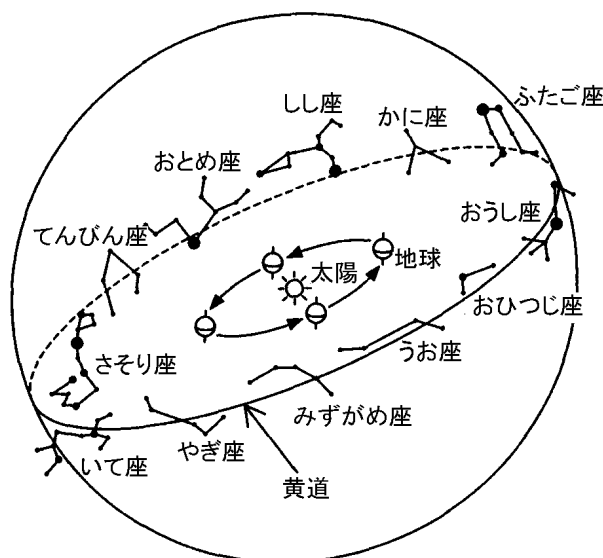 ふたご座
しし座
かに座
おとめ座
おうし座
てんびん座
太陽
地球
おひつじ座
うお座
さそり座
みずがめ座
やぎ座
いて座
黄道